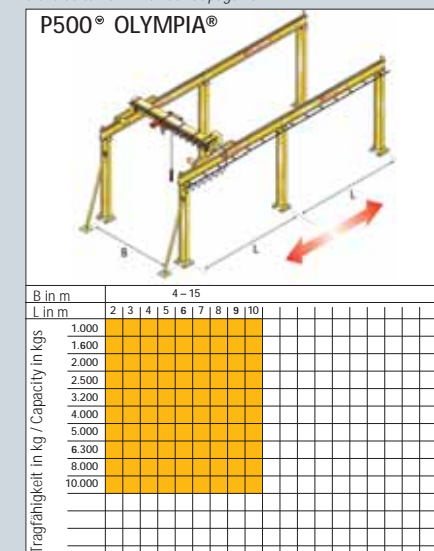 P500® OLYMPIA®
B
L
L
B in m 4 – 15
L in m 2 3 4 5 6 7 8 9 10
Tragfähigkeit in kg / Capacity in kgs
1.000
1.600
2.000
2.500
3.200
4.000
5.000
6.300
8.000
10.000